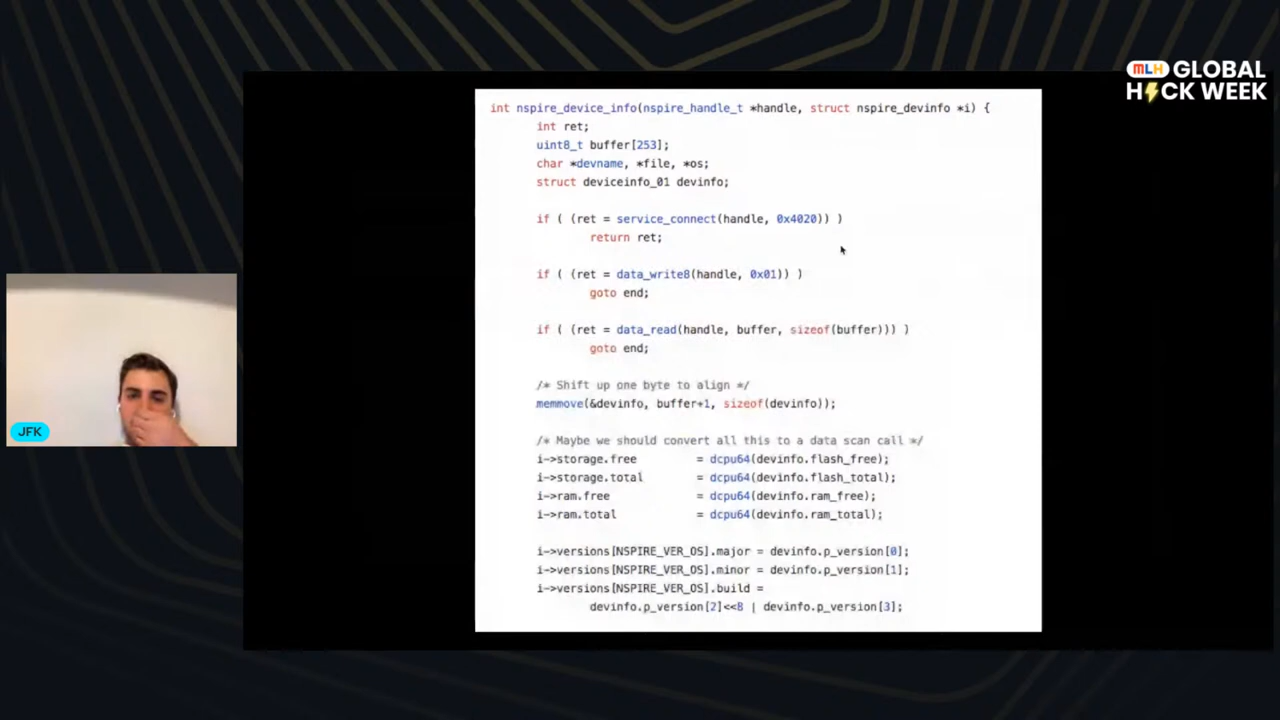 MLH GLOBAL
H CK WEEK
int nspire_device_info(nspire_handle_t *handle, struct nspire_devinfo *i) {
int ret;
uint8_t buffer[253];
char *devname, *file, *os;
struct deviceinfo_01 devinfo;
if ( (ret = service_connect(handle, 0x4020)) )
return ret;
if ( (ret = data_write8(handle, 0x01)) )
goto end;
if ( (ret = data_read(handle, buffer, sizeof(buffer))) )
goto end;
/* Shift up one byte to align */
memmove(&devinfo, buffer+1, sizeof(devinfo));
/* Maybe we should convert all this to a data scan call */
i->storage.free = dcpu64(devinfo.flash_free);
i->storage.total = dcpu64(devinfo.flash_total);
i->ram.free = dcpu64(devinfo.ram_free);
i->ram.total = dcpu64(devinfo.ram_total);
i->versions[NSPIRE_VER_OS].major = devinfo.p_version[0];
i->versions[NSPIRE_VER_OS].minor = devinfo.p_version[1];
i->versions[NSPIRE_VER_OS].build =
devinfo.p_version[2]<<8 | devinfo.p_version[3];
JFK